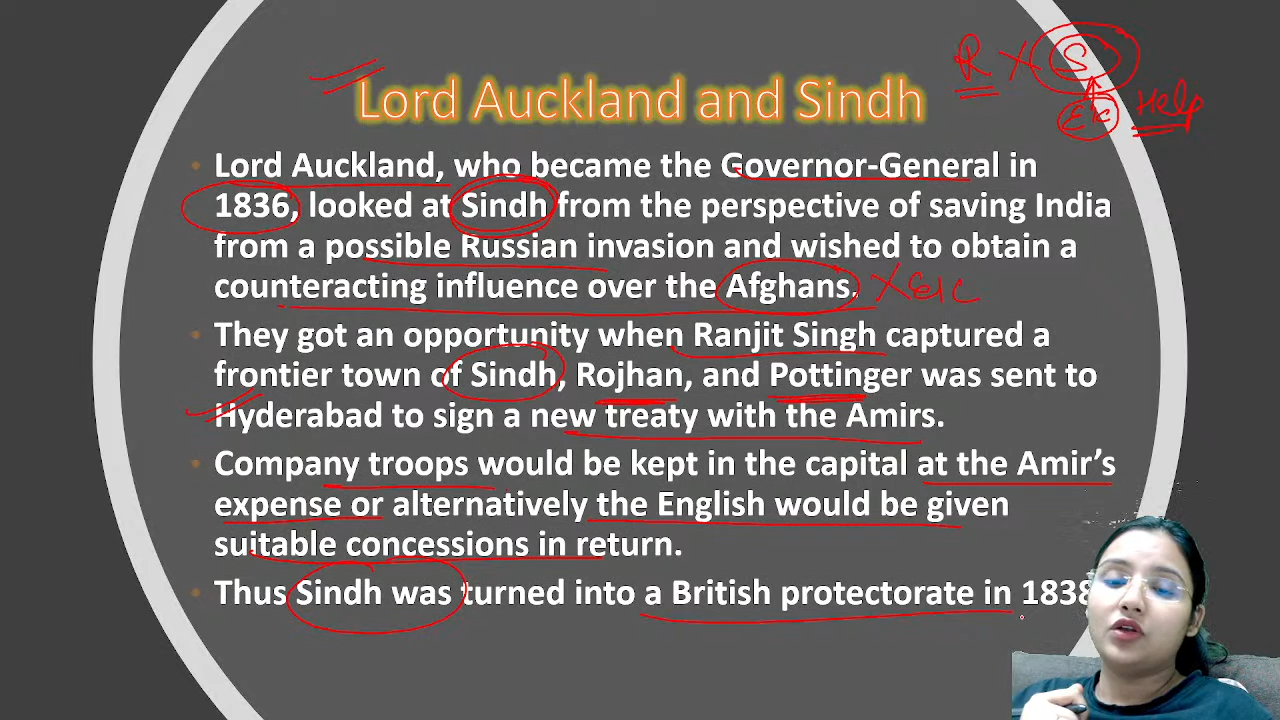 R × S
EIC Help
Lord Auckland and Sindh
• Lord Auckland, who became the Governor-General in
1836, looked at Sindh from the perspective of saving India
from a possible Russian invasion and wished to obtain a
counteracting influence over the Afghans. × EIC
• They got an opportunity when Ranjit Singh captured a
frontier town of Sindh, Rojhan, and Pottinger was sent to
Hyderabad to sign a new treaty with the Amirs.
• Company troops would be kept in the capital at the Amir's
expense or alternatively the English would be given
suitable concessions in return.
• Thus Sindh was turned into a British protectorate in 1838